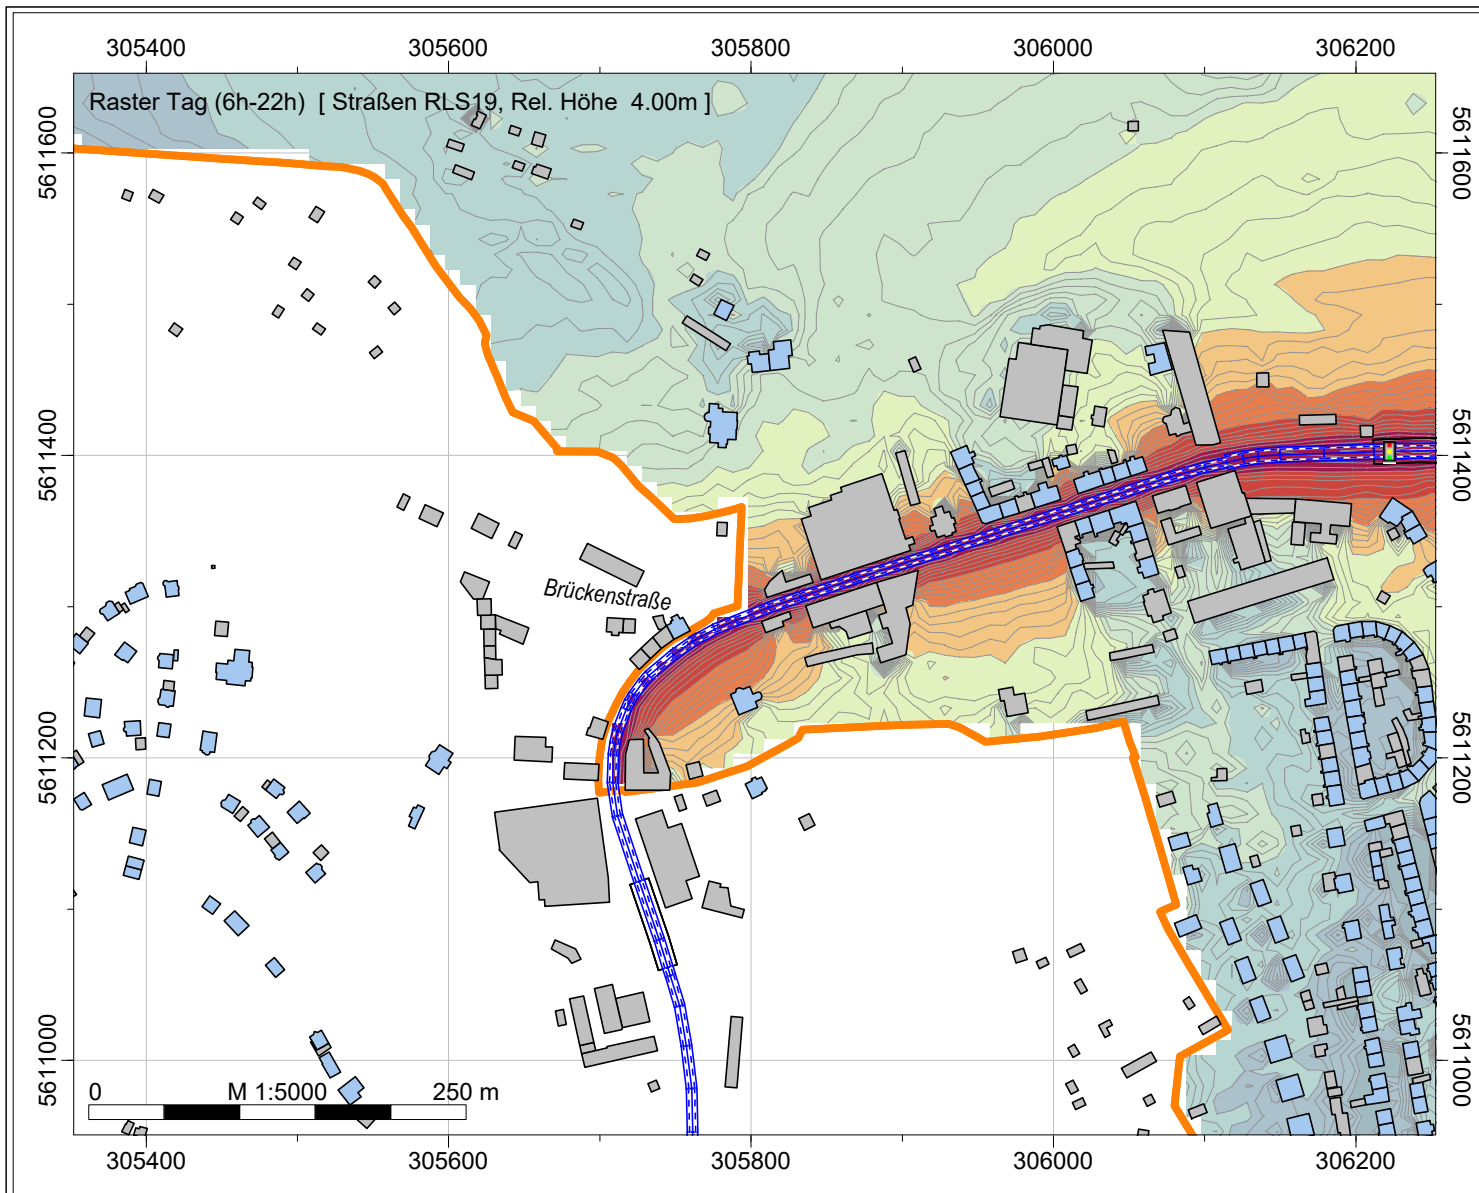 305400 305600 305800 306000 306200
Raster Tag (6h-22h) [ Straßen RLS19, Rel. Höhe 4.00m ]
5611600 5611600
5611400 5611400
Brückenstraße
5611200 5611200
5611000 5611000
0 M 1:5000 250 m
305400 305600 305800 306000 306200